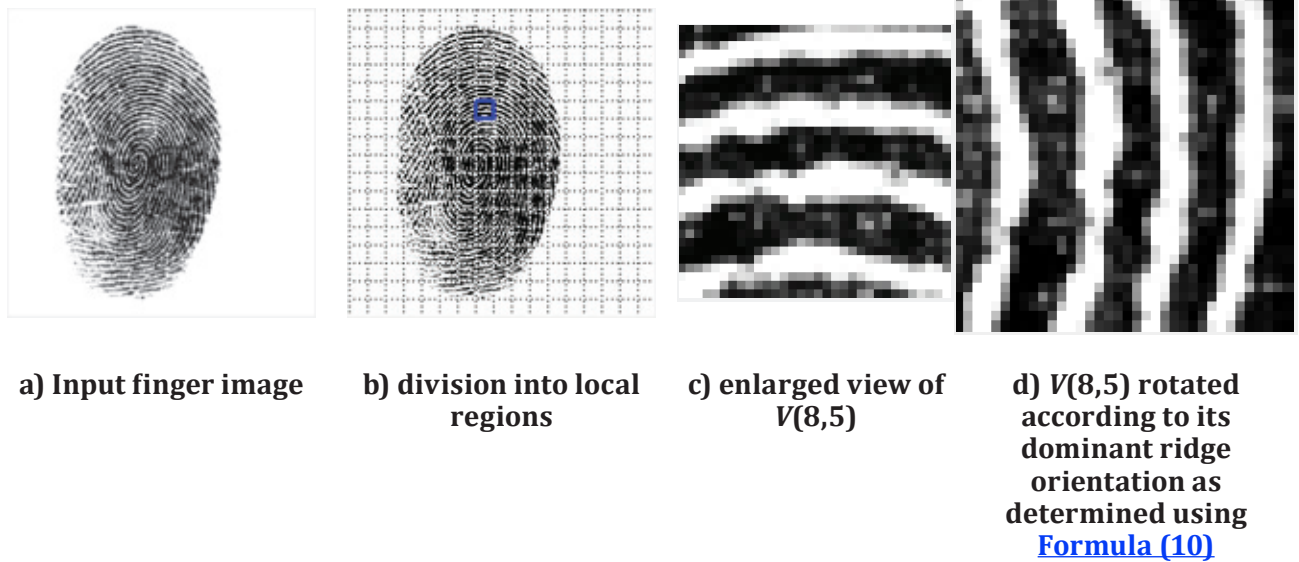 a) Input finger image
b) division into local
regions
c) enlarged view of
V(8,5)
d) V(8,5) rotated
according to its
dominant ridge
orientation as
determined using
Formula (10)